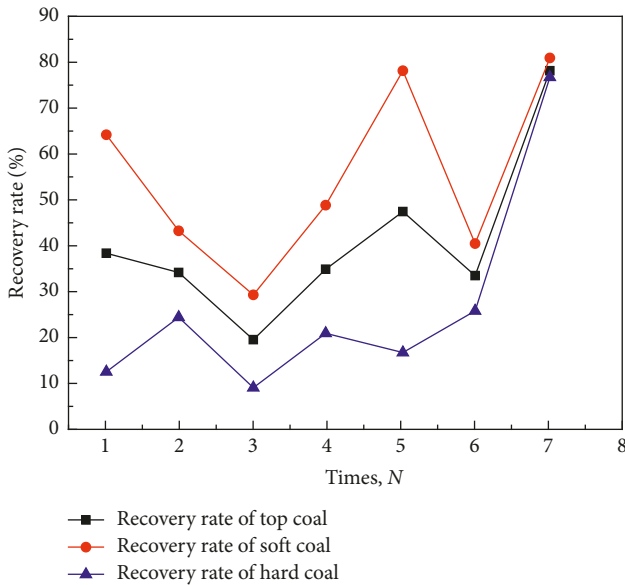 90
80
70
60
50
40
30
20
10
0
Recovery rate (%)
1 2 3 4 5 6 7 8
Times, N
Recovery rate of top coal
Recovery rate of soft coal
Recovery rate of hard coal